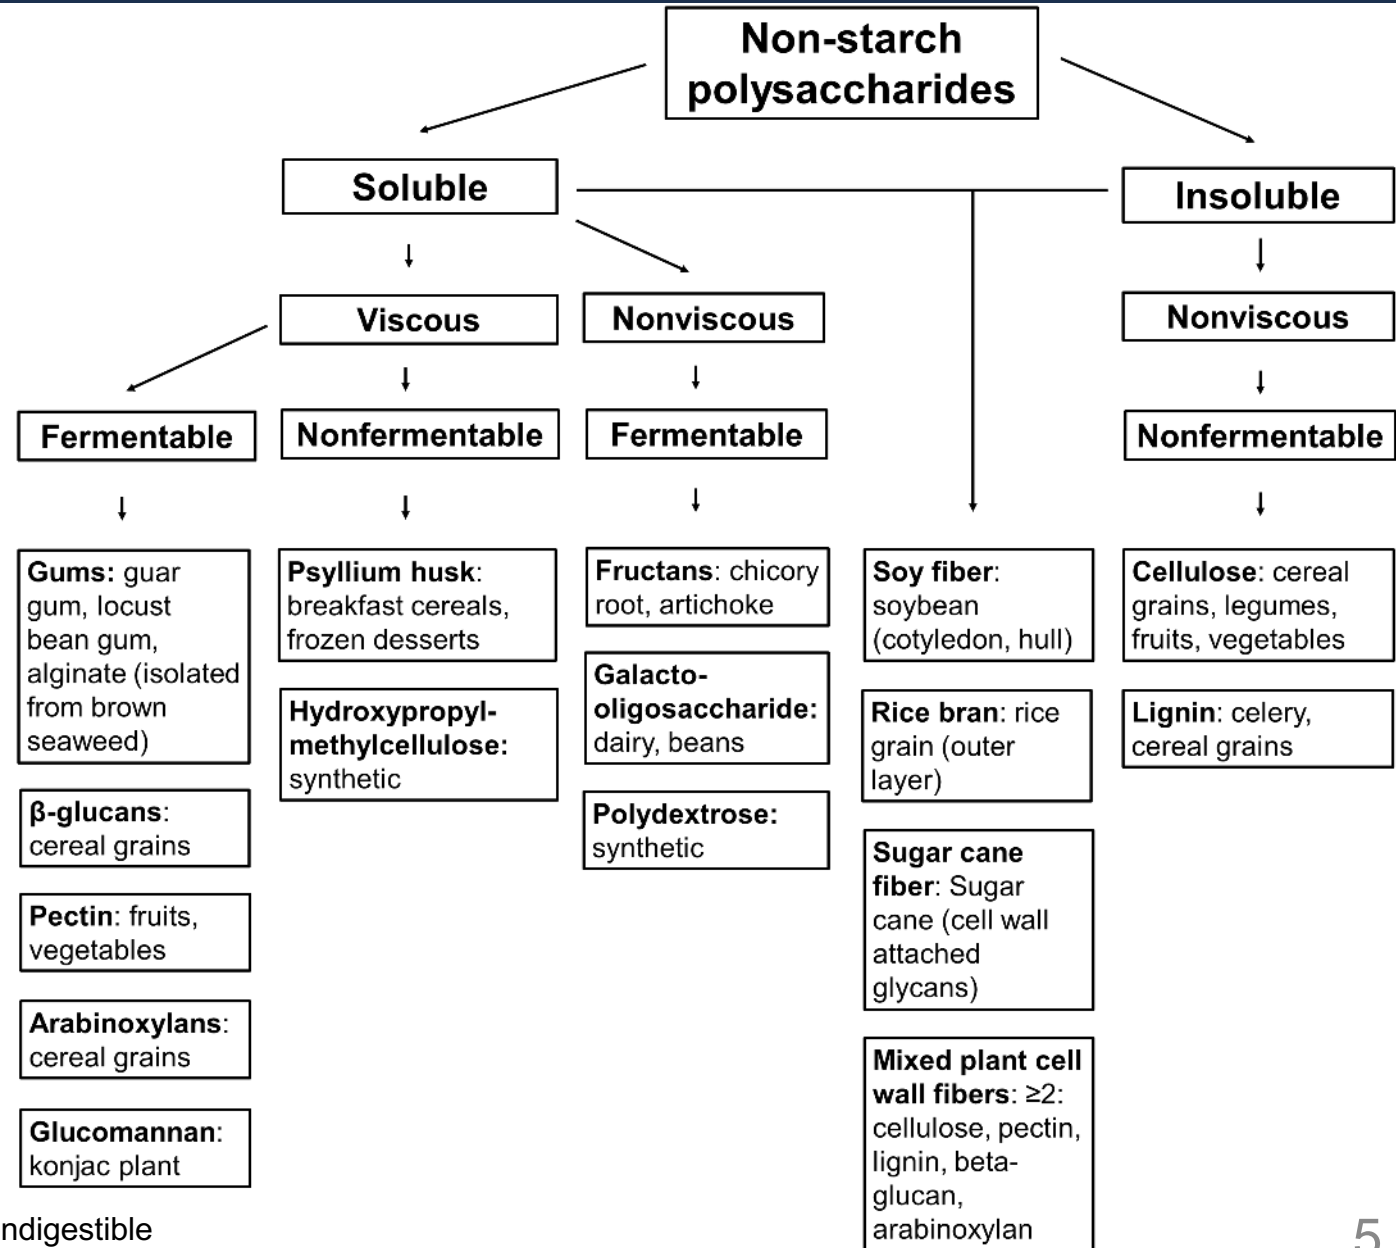 Non-starch
polysaccharides
Soluble
Insoluble
Viscous
Nonviscous
Nonviscous
Fermentable
Nonfermentable
Fermentable
Nonfermentable
Gums: guar
gum, locust
bean gum,
alginate (isolated
from brown
seaweed)
β-glucans:
cereal grains
Pectin: fruits,
vegetables
Arabinoxylans:
cereal grains
Glucomannan:
konjac plant
Psyllium husk:
breakfast cereals,
frozen desserts
Hydroxypropyl-
methylcellulose:
synthetic
Fructans: chicory
root, artichoke
Galacto-
oligosaccharide:
dairy, beans
Polydextrose:
synthetic
Soy fiber:
soybean
(cotyledon, hull)
Rice bran: rice
grain (outer
layer)
Sugar cane
fiber: Sugar
cane (cell wall
attached
glycans)
Mixed plant cell
wall fibers: ≥2:
cellulose, pectin,
lignin, beta-
glucan,
arabinoxylan
Cellulose: cereal
grains, legumes,
fruits, vegetables
Lignin: celery,
cereal grains
ndigestible
5